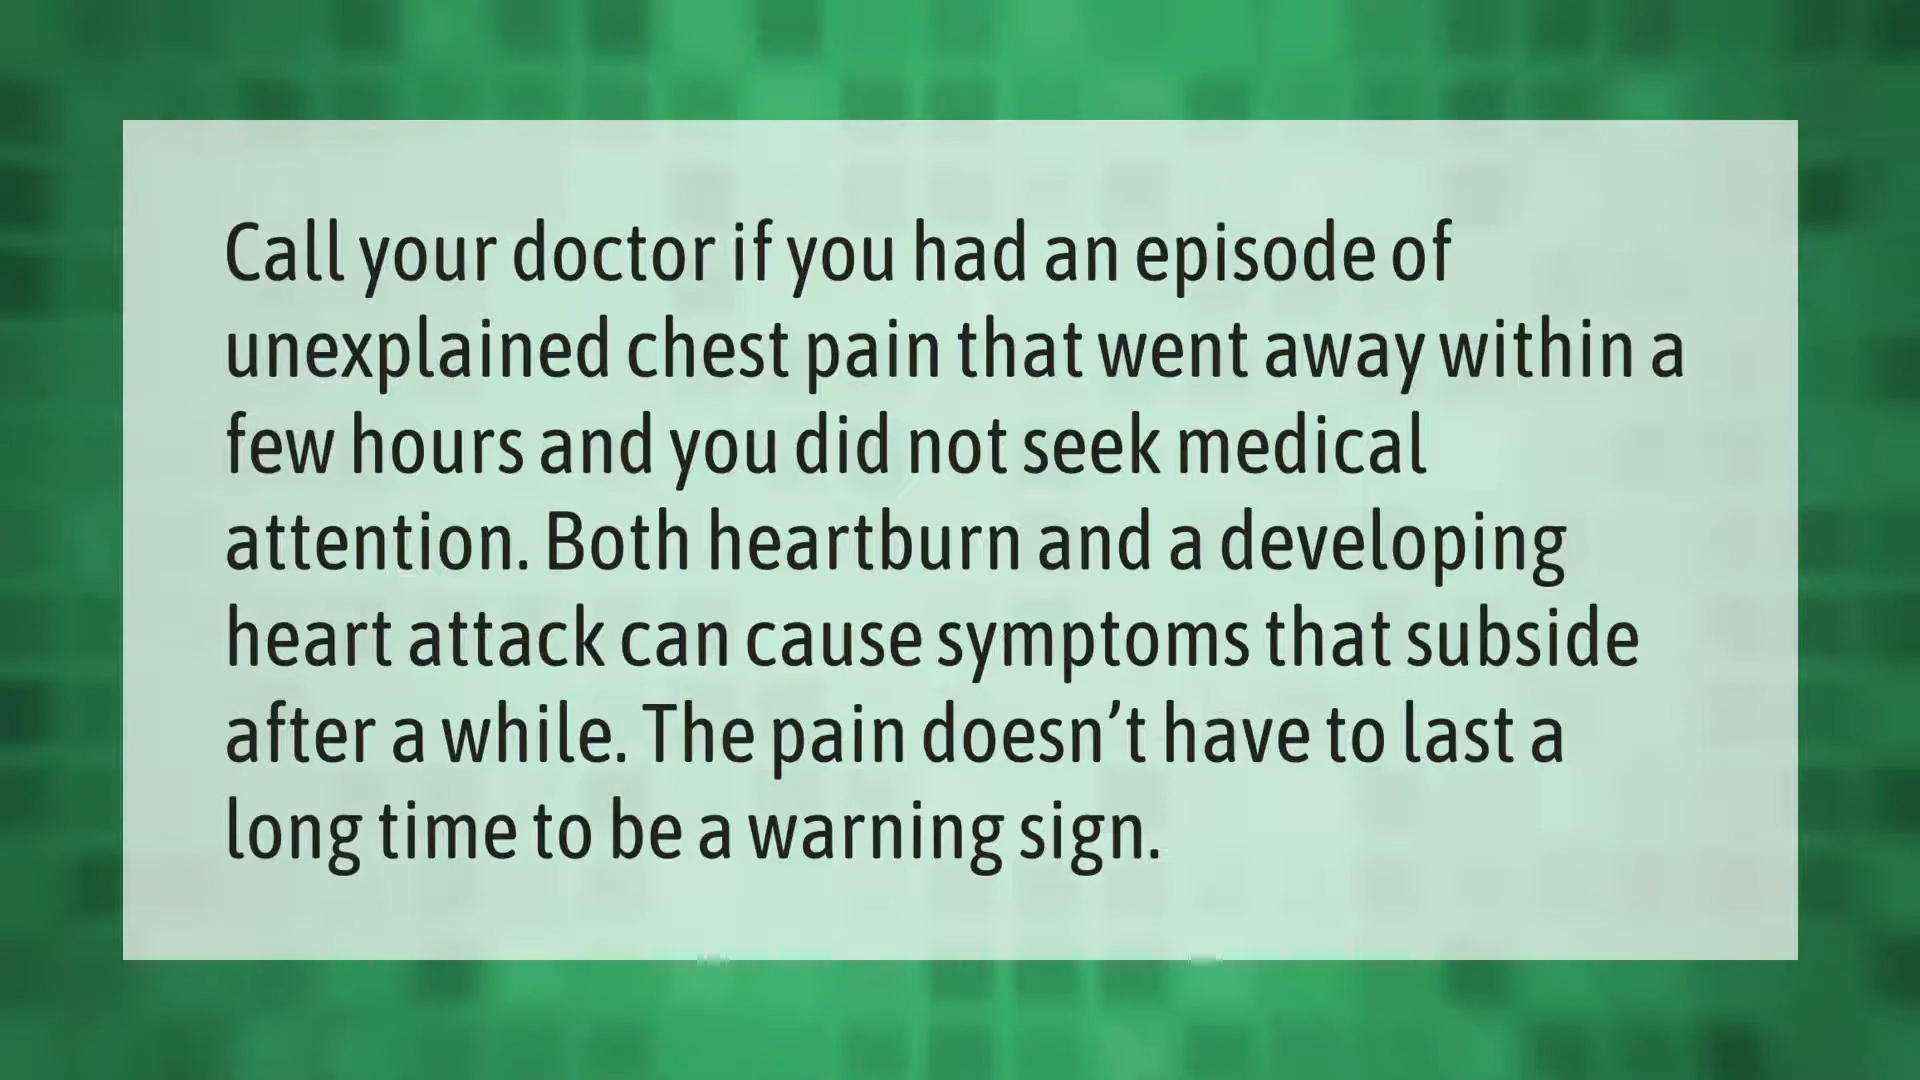 Call your doctor if you had an episode of
unexplained chest pain that went away within a
few hours and you did not seek medical
attention. Both heartburn and a developing
heart attack can cause symptoms that subside
after a while. The pain doesn’t have to last a
long time to be a warning sign.